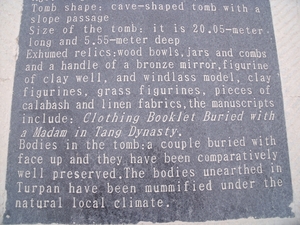 Tomb shape: cave-shaped tomb with a
slope passage
Size of the tomb: it is 20.05-meter
long and 5.55-meter deep
Exhumed relics:wood bowls,jars and combs
and a handle of a bronze mirror,figurine
of clay well, and windlass model, clay
figurines, grass figurines, pieces of
calabash and linen fabrics,the manuscripts
include: Clothing Booklet Buried with
a Madam in Tang Dynasty.
Bodies in the tomb:a couple buried with
face up and they have been comparatively
well preserved.The bodies unearthed in
Turpan have been mummified under the
natural local climate.